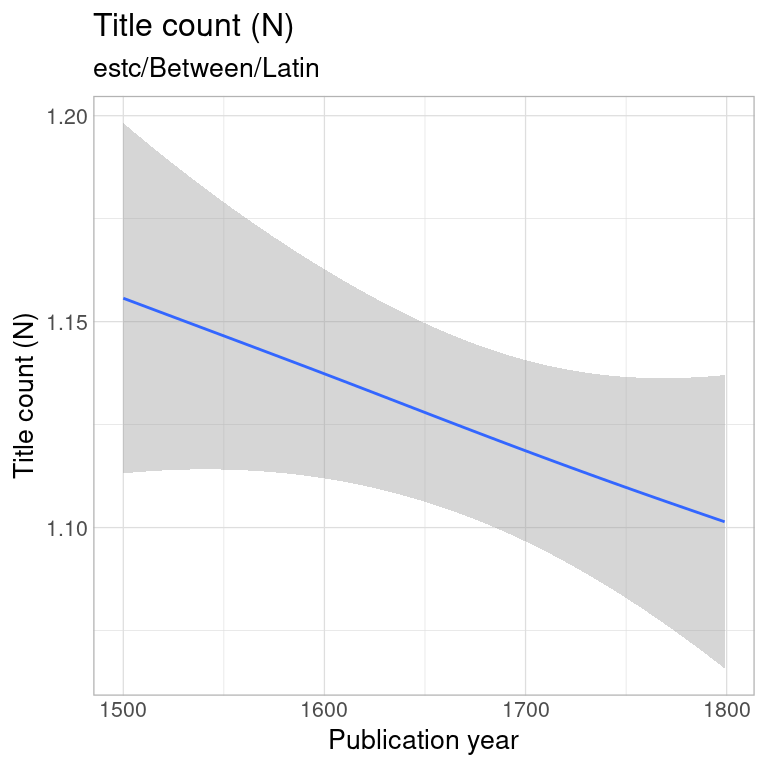 Title count (N)
estc/Between/Latin
1.20
1.15
1.10
Title count (N)
1500 1600 1700 1800
Publication year